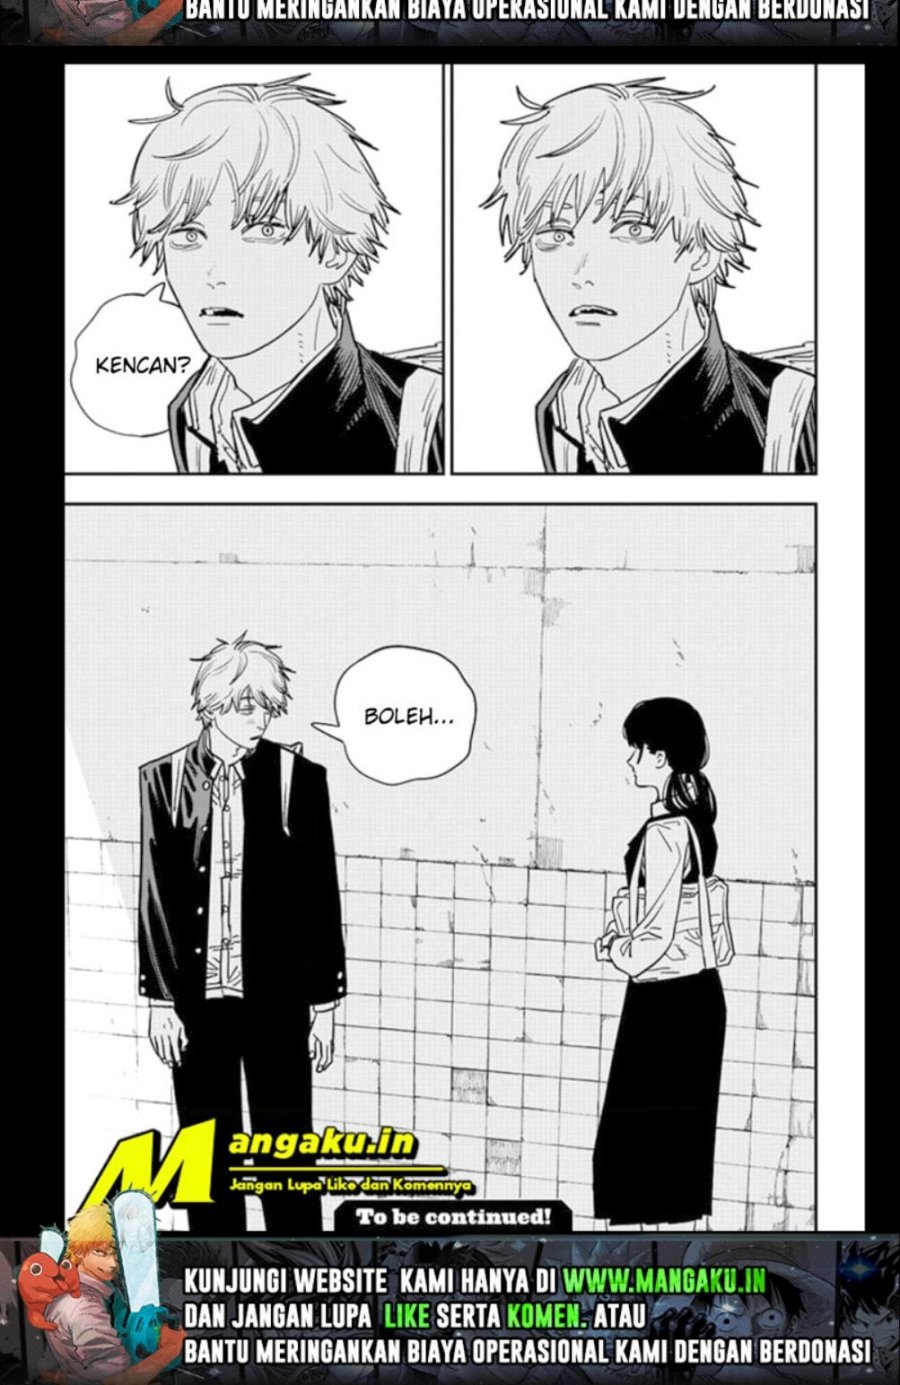 BANTU MERINGANKAN BIAYA OPERASIONAL KAMI DENGAN BERDONASI
KENCAN?
BOLEH...
Mangaku.in
Jangan Lupa Like dan Komennya
To be continued!
KUNJUNGI WEBSITE KAMI HANYA DI WWW.MANGAKU.IN
DAN JANGAN LUPA LIKE SERTA KOMEN. ATAU
BANTU MERINGANKAN BIAYA OPERASIONAL KAMI DENGAN BERDONASI